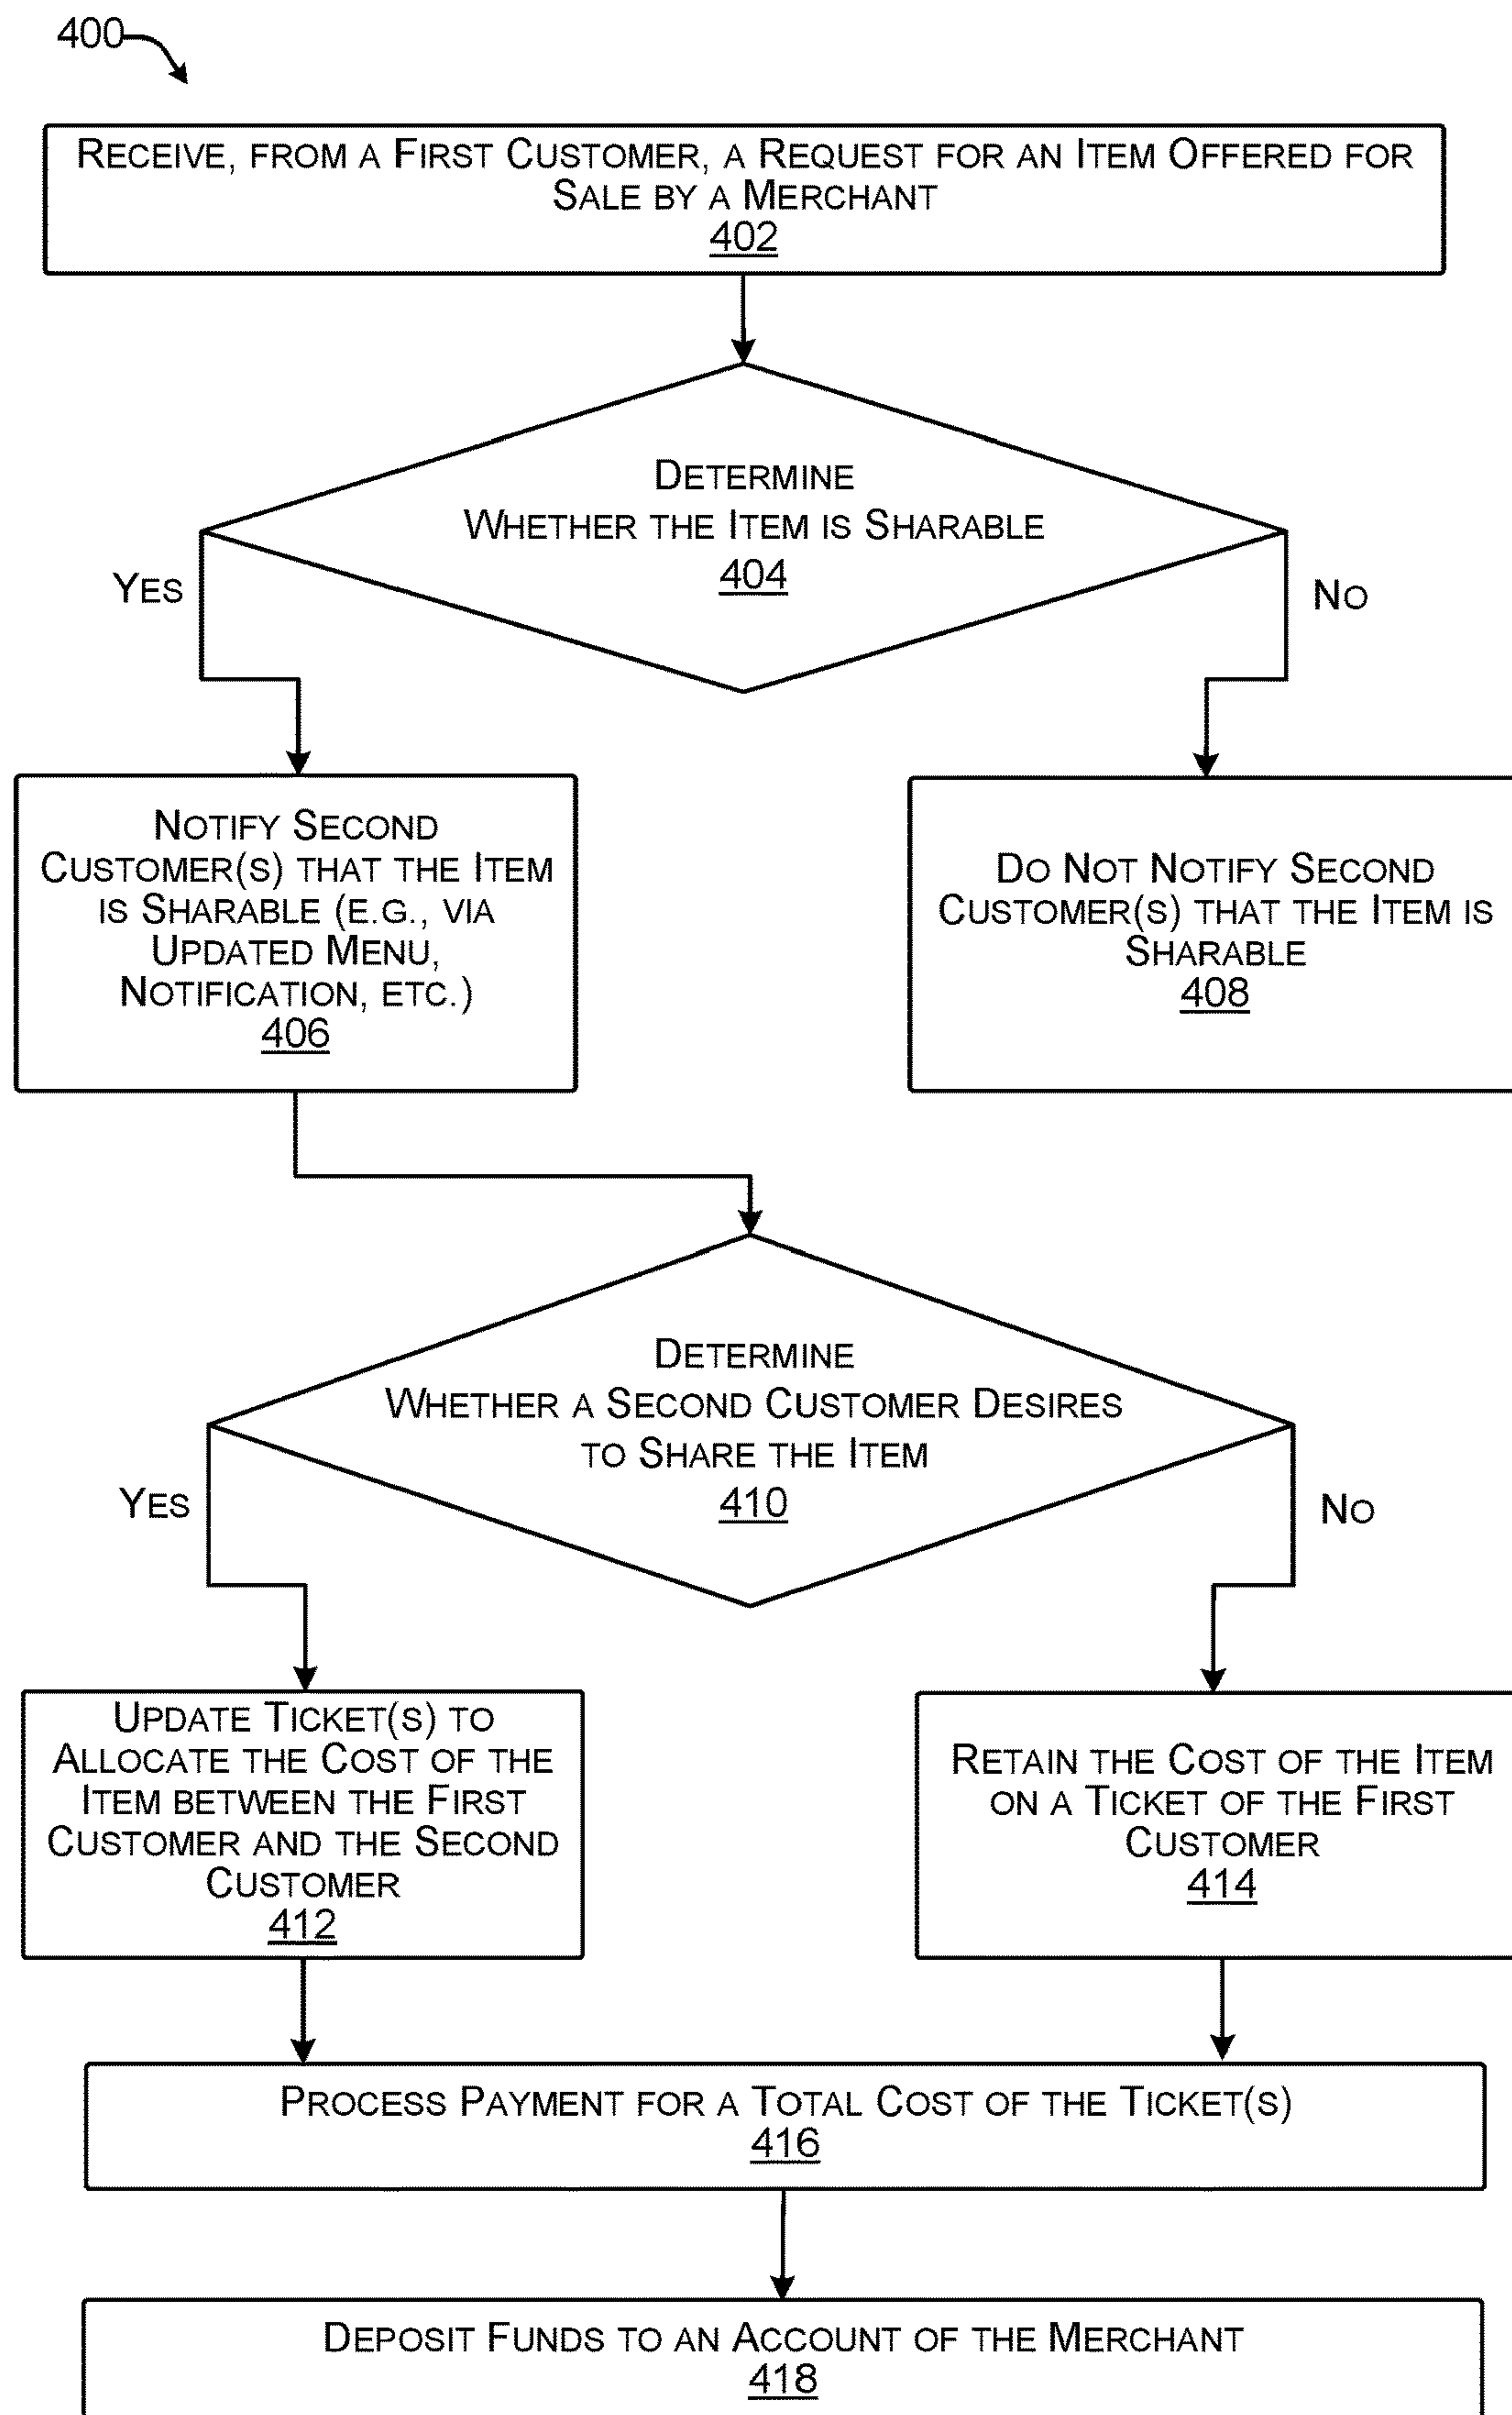 400
RECEIVE, FROM A FIRST CUSTOMER, A REQUEST FOR AN ITEM OFFERED FOR
SALE BY A MERCHANT
402
DETERMINE
WHETHER THE ITEM IS SHARABLE
404
YES
NO
NOTIFY SECOND
CUSTOMER(S) THAT THE ITEM
IS SHARABLE (E.G., VIA
UPDATED MENU,
NOTIFICATION, ETC.)
406
DO NOT NOTIFY SECOND
CUSTOMER(S) THAT THE ITEM IS
SHARABLE
408
DETERMINE
WHETHER A SECOND CUSTOMER DESIRES
TO SHARE THE ITEM
410
YES
NO
UPDATE TICKET(S) TO
ALLOCATE THE COST OF THE
ITEM BETWEEN THE FIRST
CUSTOMER AND THE SECOND
CUSTOMER
412
RETAIN THE COST OF THE ITEM
ON A TICKET OF THE FIRST
CUSTOMER
414
PROCESS PAYMENT FOR A TOTAL COST OF THE TICKET(S)
416
DEPOSIT FUNDS TO AN ACCOUNT OF THE MERCHANT
418